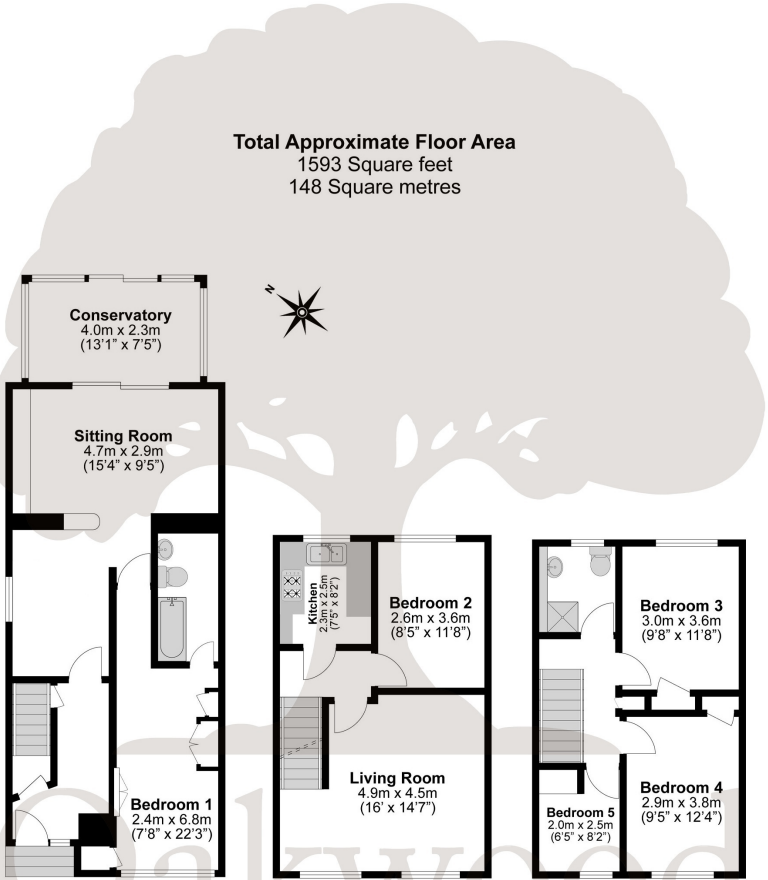 Total Approximate Floor Area
1593 Square feet
148 Square metres
N
Conservatory
4.0m x 2.3m
(13'1" x 7'5")
Sitting Room
4.7m x 2.9m
(15'4" x 9'5")
Bedroom 1
2.4m x 6.8m
(7'8" x 22'3")
Kitchen
2.3m x 2.5m
(7'5" x 8'2")
Bedroom 2
2.6m x 3.6m
(8'5" x 11'8")
Living Room
4.9m x 4.5m
(16' x 14'7")
Bedroom 3
3.0m x 3.6m
(9'8" x 11'8")
Bedroom 4
2.9m x 3.8m
(9'5" x 12'4")
Bedroom 5
2.0m x 2.5m
(6'5" x 8'2")
Oakwood